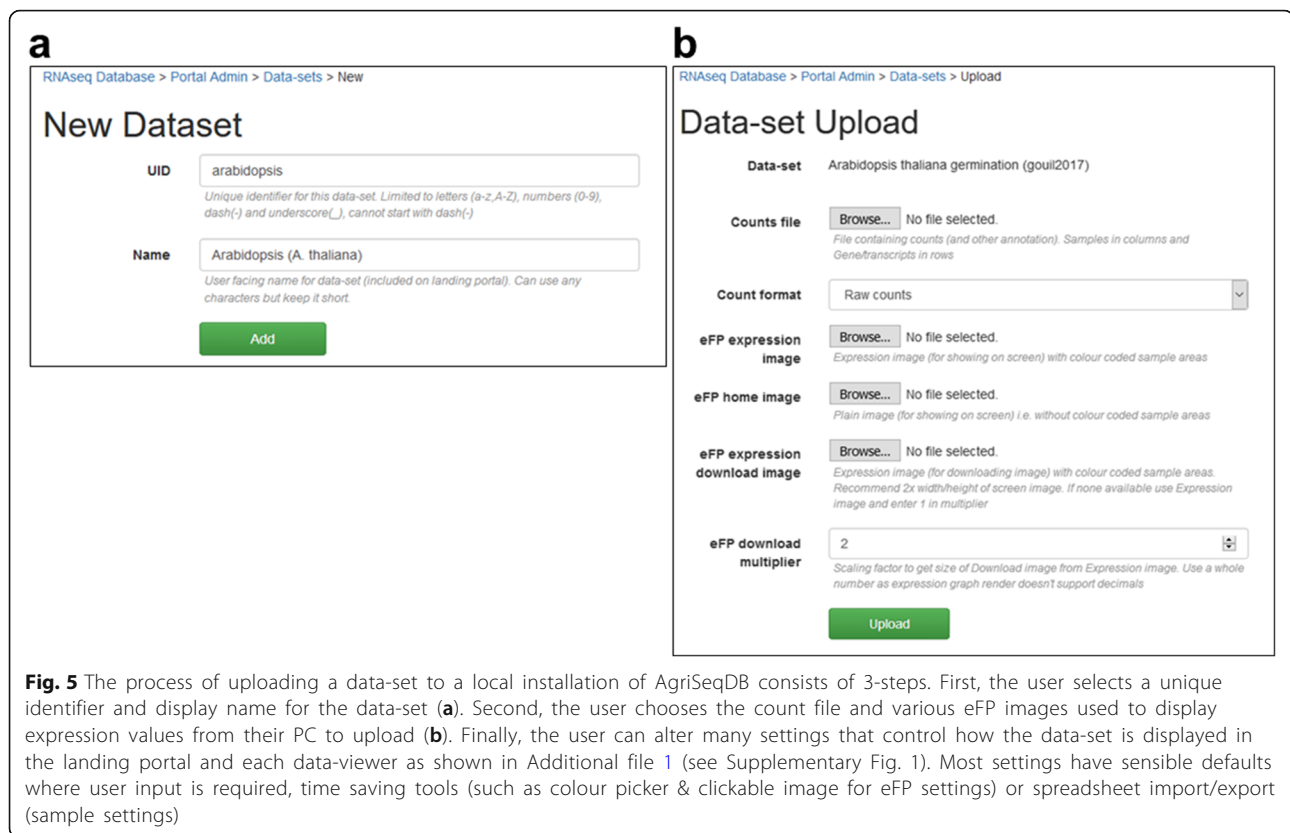 a
RNAseq Database > Portal Admin > Data-sets > New
New Dataset
UID
arabidopsis
Unique identifier for this data-set. Limited to letters (a-z,A-Z), numbers (0-9),
dash(-) and underscore(_), cannot start with dash(-)
Name
Arabidopsis (A. thaliana)
User facing name for data-set (included on landing portal). Can use any
characters but keep it short.
Add
b
RNAseq Database > Portal Admin > Data-sets > Upload
Data-set Upload
Data-set
Arabidopsis thaliana germination (gouil2017)
Counts file
Browse... No file selected.
File containing counts (and other annotation). Samples in columns and
Gene/transcripts in rows
Count format
Raw counts
eFP expression
image
Browse... No file selected.
Expression image (for showing on screen) with colour coded sample areas
eFP home image
Browse... No file selected.
Plain image (for showing on screen) i.e. without colour coded sample areas
eFP expression
download image
Browse... No file selected.
Expression image (for downloading image) with colour coded sample areas.
Recommend 2x width/height of screen image. If none available use Expression
image and enter 1 in multiplier
eFP download
multiplier
2
Scaling factor to get size of Download image from Expression image. Use a whole
number as expression graph render doesn't support decimals
Upload
Fig. 5 The process of uploading a data-set to a local installation of AgriSeqDB consists of 3-steps. First, the user selects a unique
identifier and display name for the data-set (a). Second, the user chooses the count file and various eFP images used to display
expression values from their PC to upload (b). Finally, the user can alter many settings that control how the data-set is displayed in
the landing portal and each data-viewer as shown in Additional file 1 (see Supplementary Fig. 1). Most settings have sensible defaults
where user input is required, time saving tools (such as colour picker & clickable image for eFP settings) or spreadsheet import/export
(sample settings)